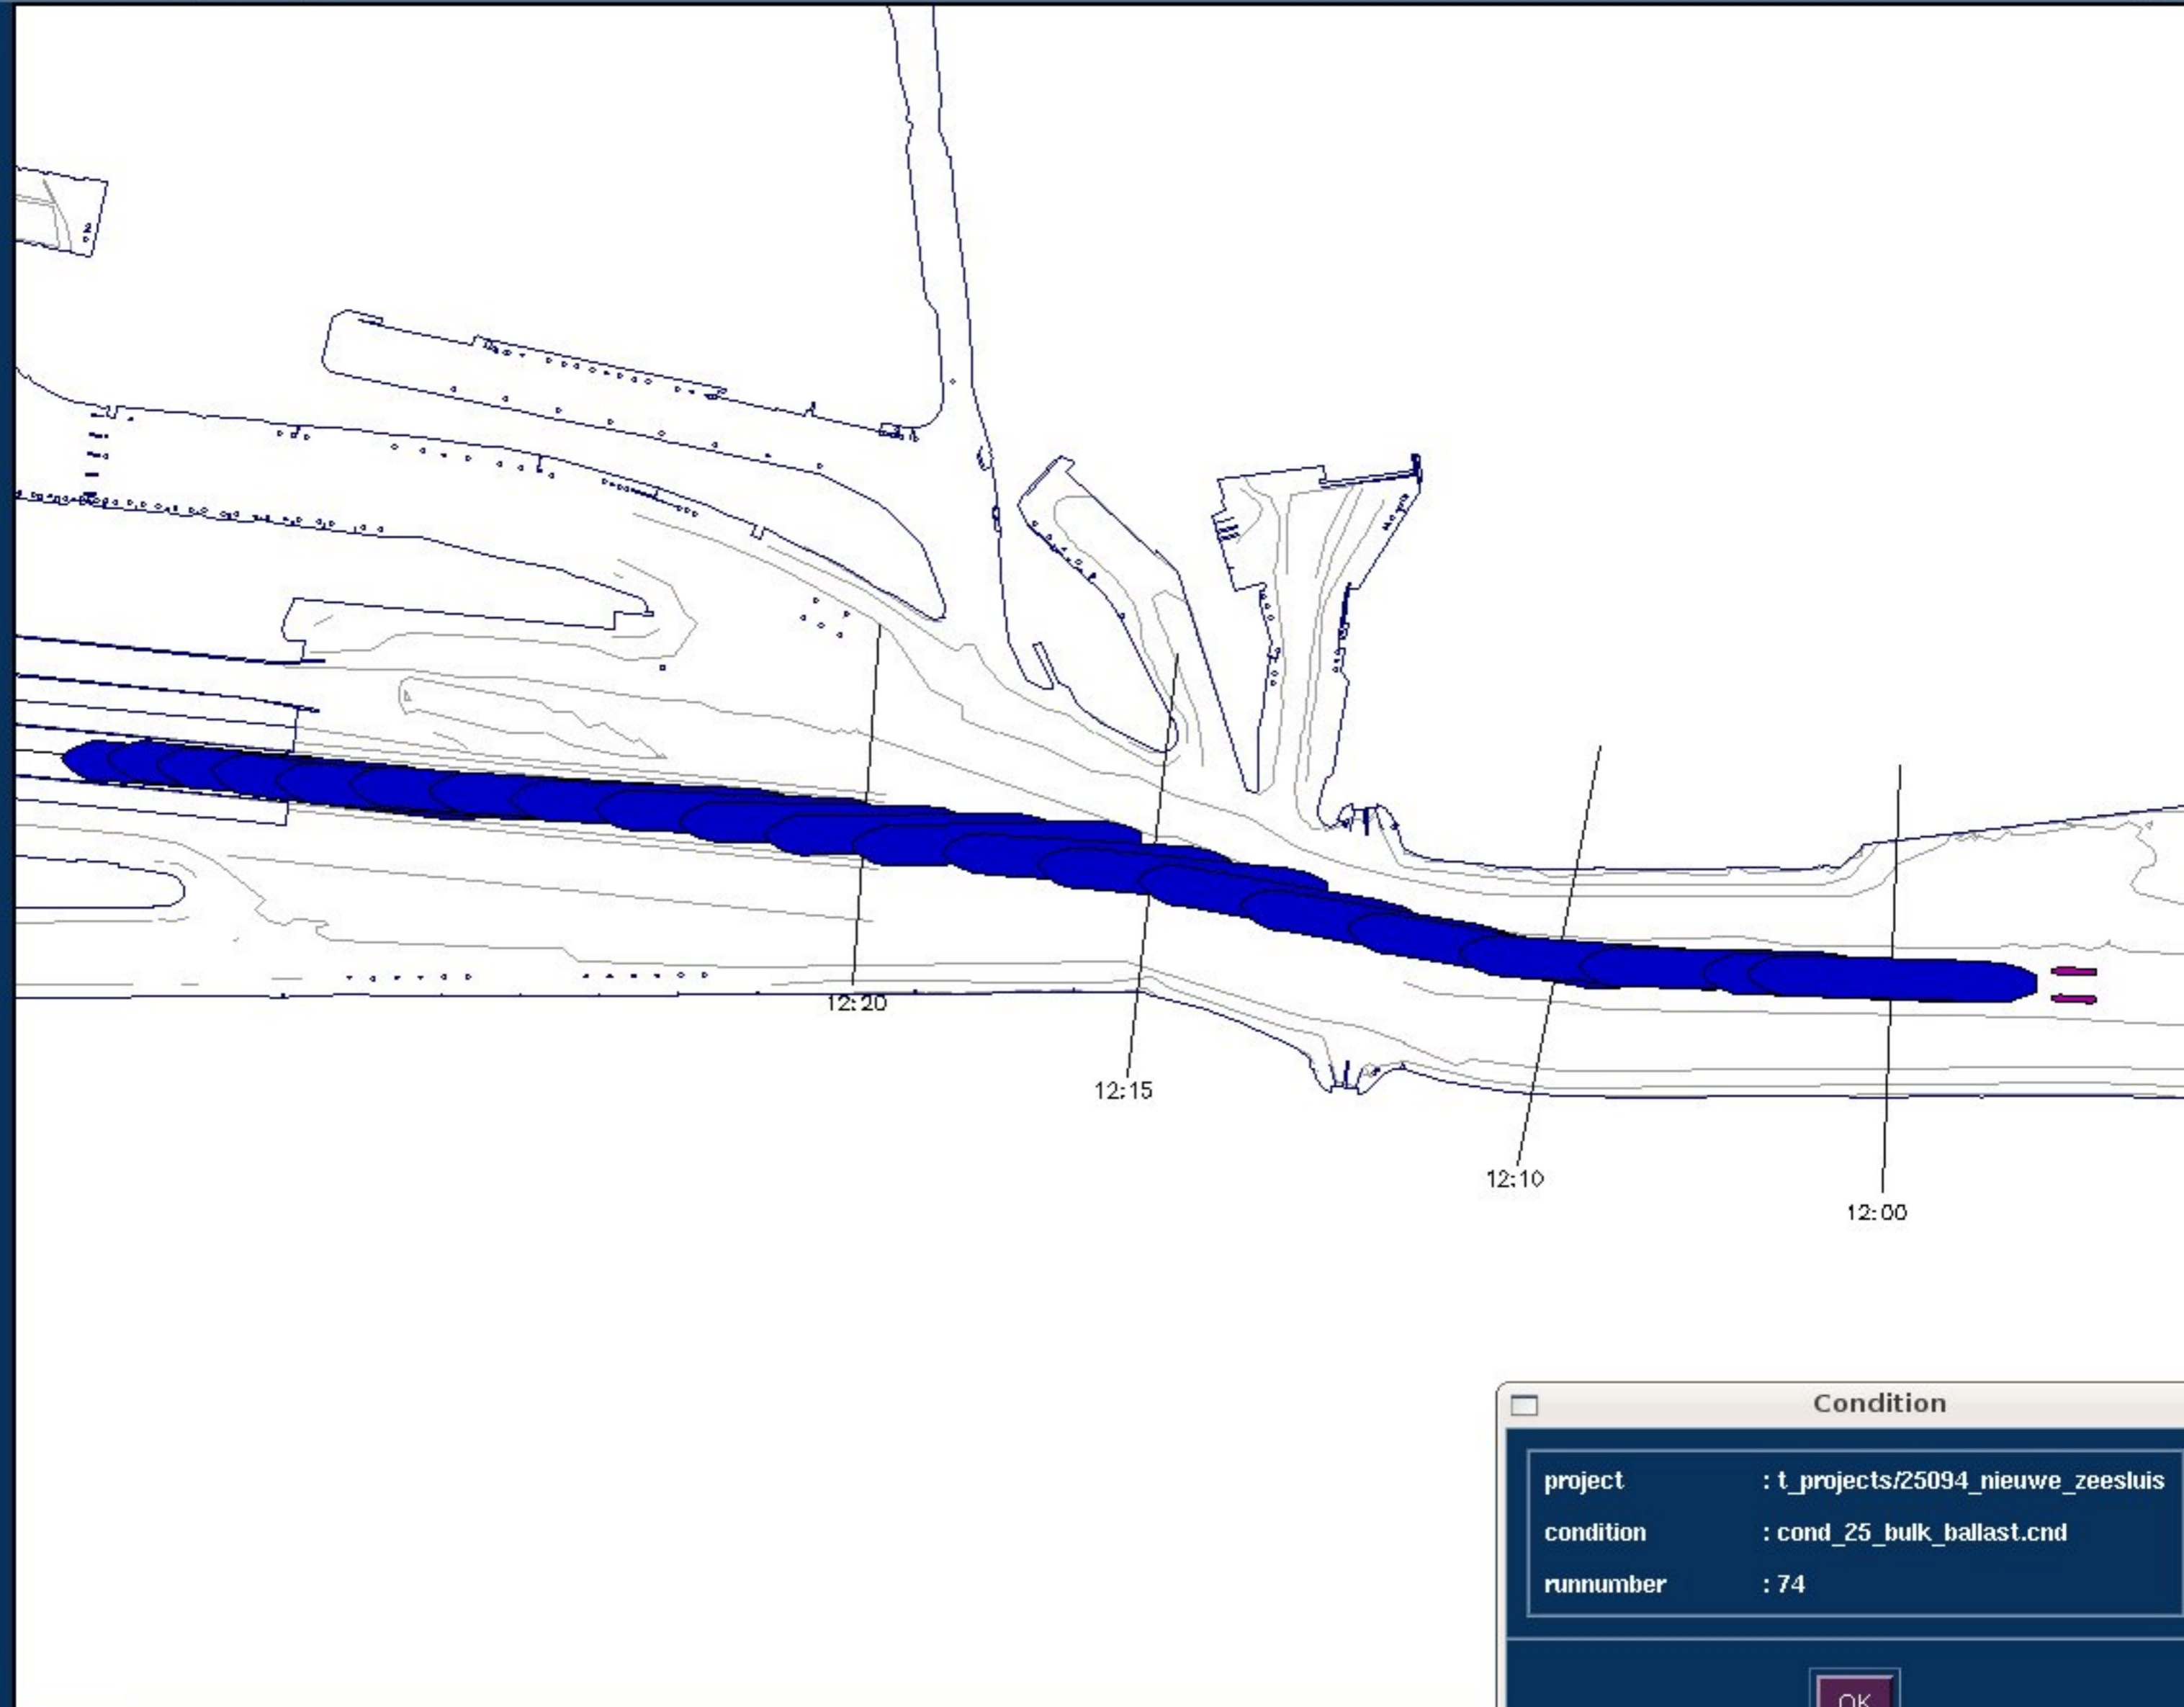 12:20
12:15
12:10
12:00
Condition
project : t_projects/25094_nieuwe_zeesluis
condition : cond_25_bulk_ballast.cnd
runnumber : 74
OK